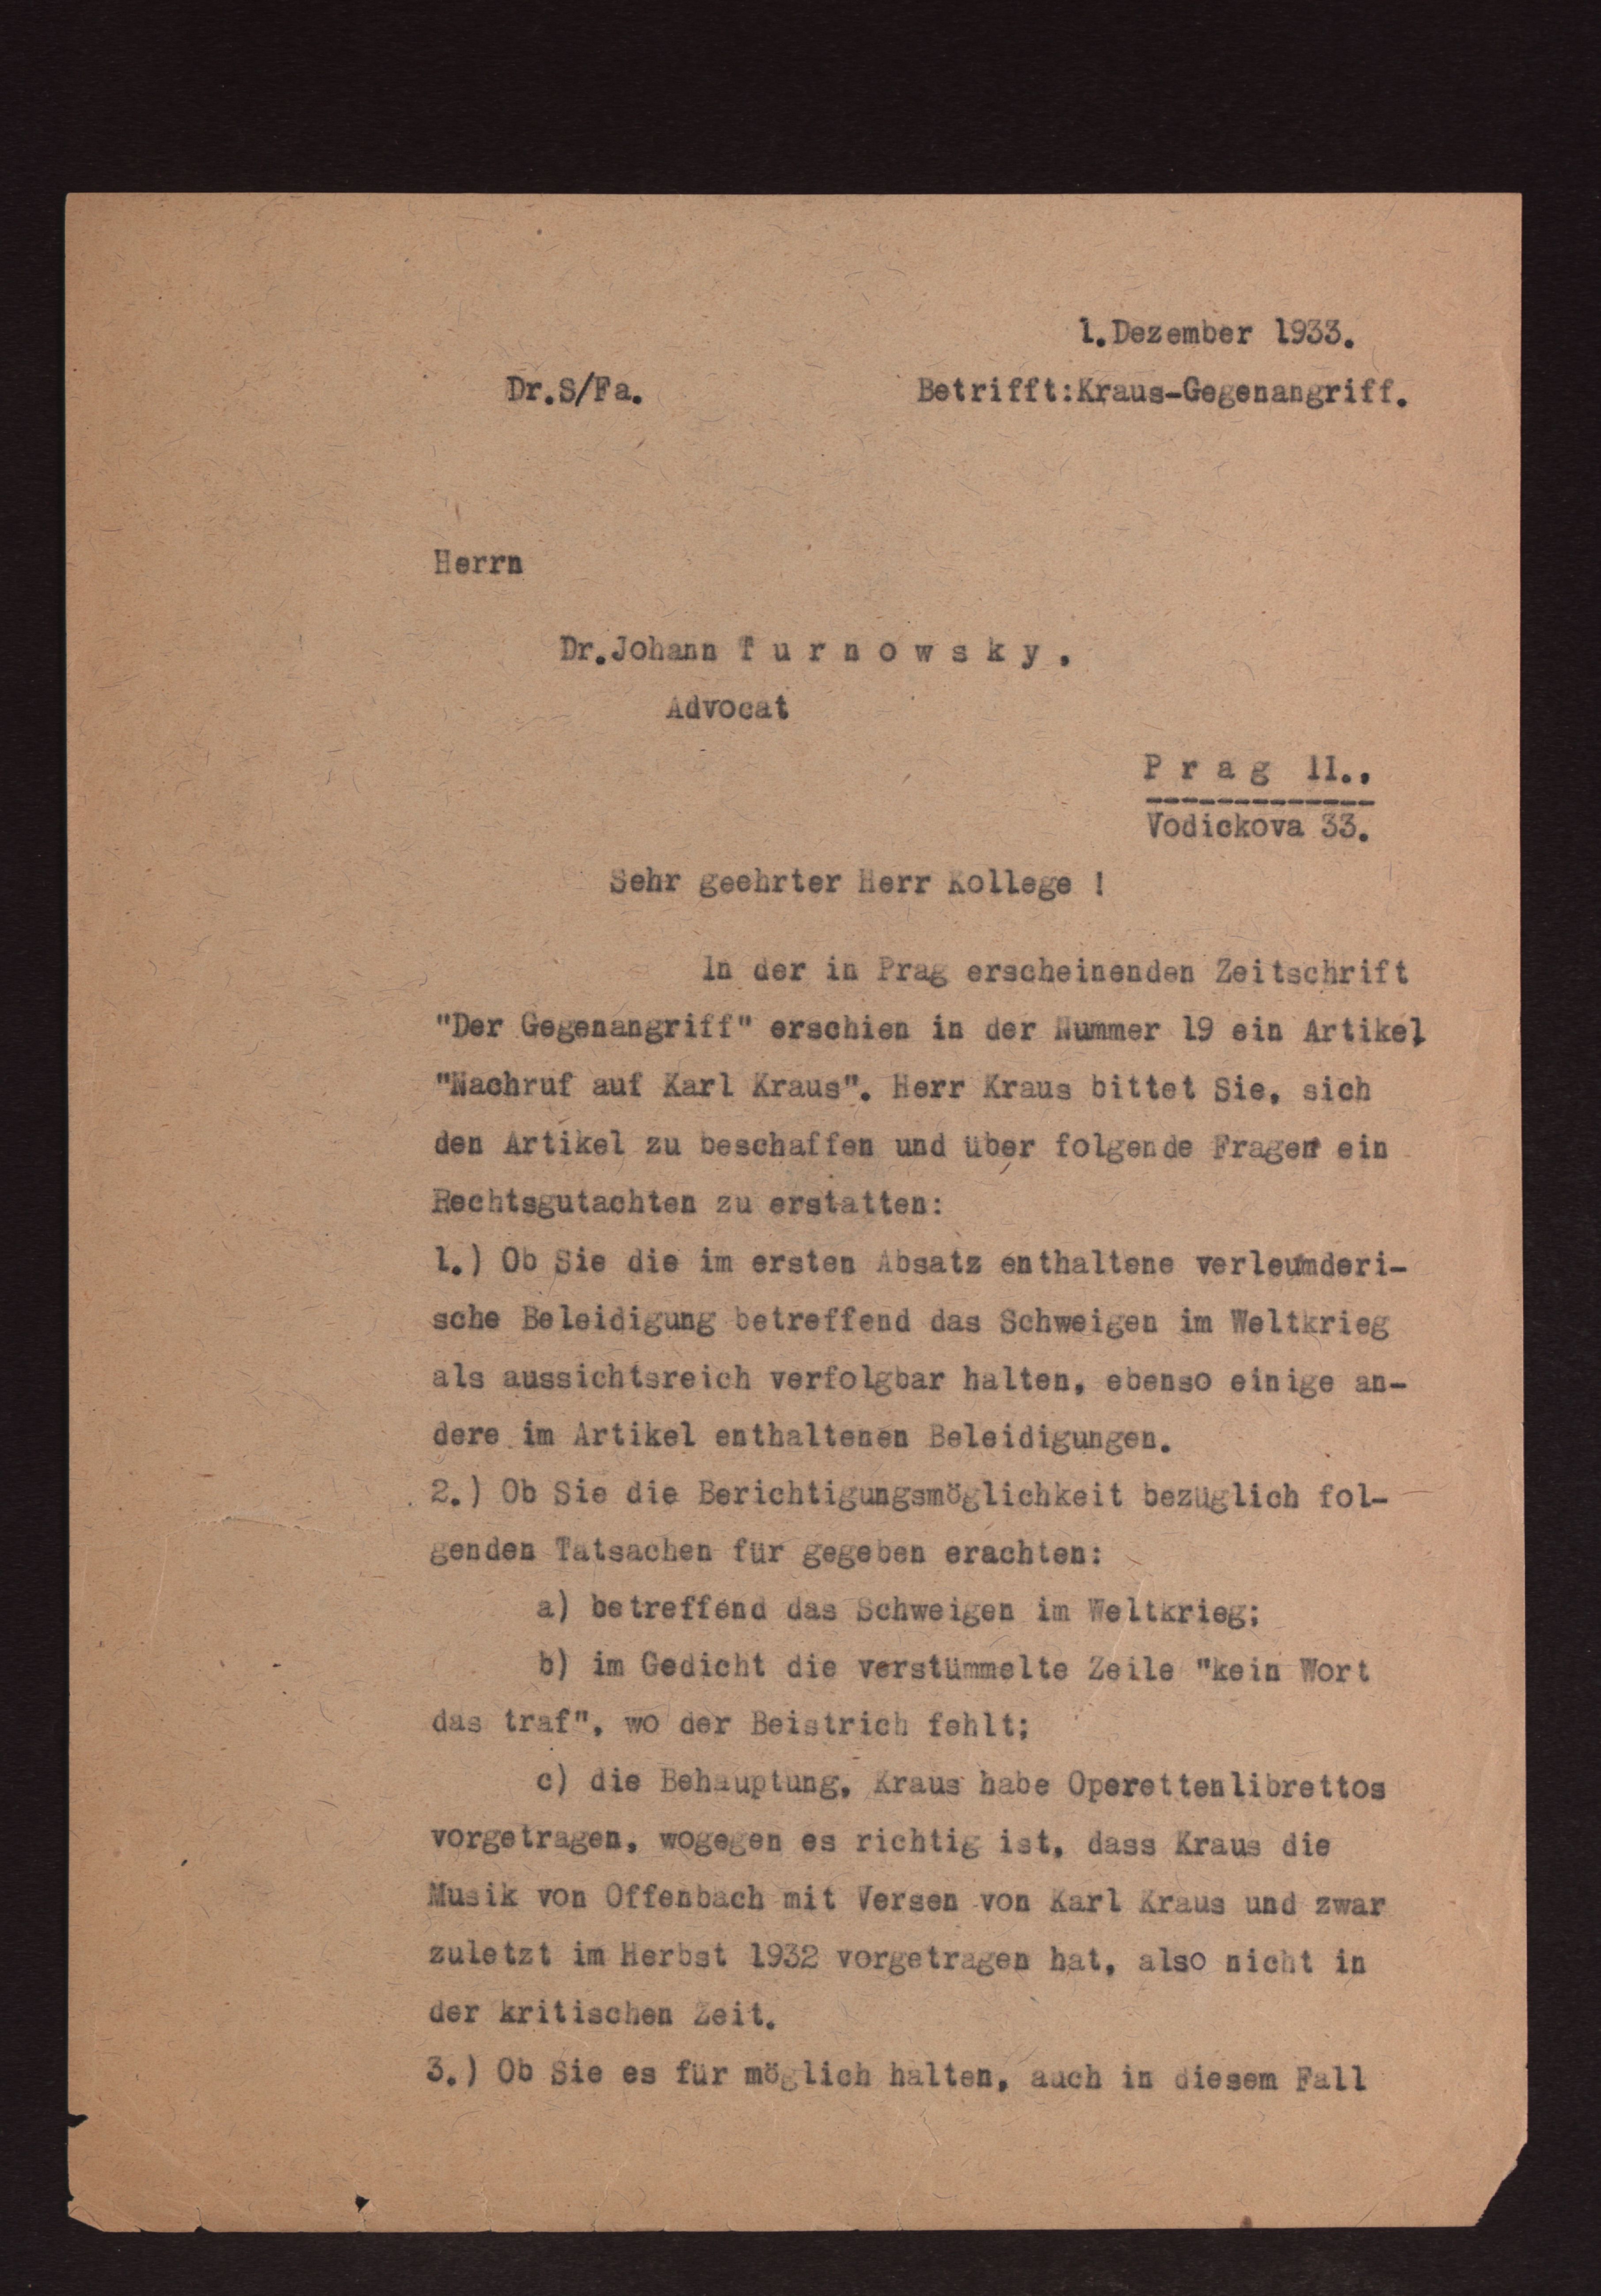 1.Dezember 1933.
Dr.S/Fa. Betrifft:Kraus-Gegenangriff.
Herrn
Dr.Johann T u r n o w s k y ,
Advocat
P r a g II.,
-------------
Vodickova 33.
Sehr geehrter Herr Kollege !
In der in Prag erscheinenden Zeitschrift
"Der Gegenangriff" erschien in der Nummer 19 ein Artikel
"Nachruf auf Karl Kraus". Herr Kraus bittet Sie, sich
den Artikel zu beschaffen und über folgende Fragen ein
Rechtsgutachten zu erstatten:
1.) Ob Sie die im ersten Absatz enthaltene verleumderi-
sche Beleidigung betreffend das Schweigen im Weltkrieg
als aussichtsreich verfolgbar halten, ebenso einige an-
dere im Artikel enthaltenen Beleidigungen.
2.) Ob Sie die Berichtigungsmöglichkeit bezüglich fol-
genden Tatsachen für gegeben erachten:
a) betreffend das Schweigen im Weltkrieg;
b) im Gedicht die verstümmelte Zeile "kein Wort
das traf", wo der Beistrich fehlt;
c) die Behauptung, Kraus habe Operettenlibrettos
vorgetragen, wogegen es richtig ist, dass Kraus die
Musik von Offenbach mit Versen von Karl Kraus und zwar
zuletzt im Herbst 1932 vorgetragen hat, also nicht in
der kritischen Zeit.
3.) Ob Sie es für möglich halten, auch in diesem Fall